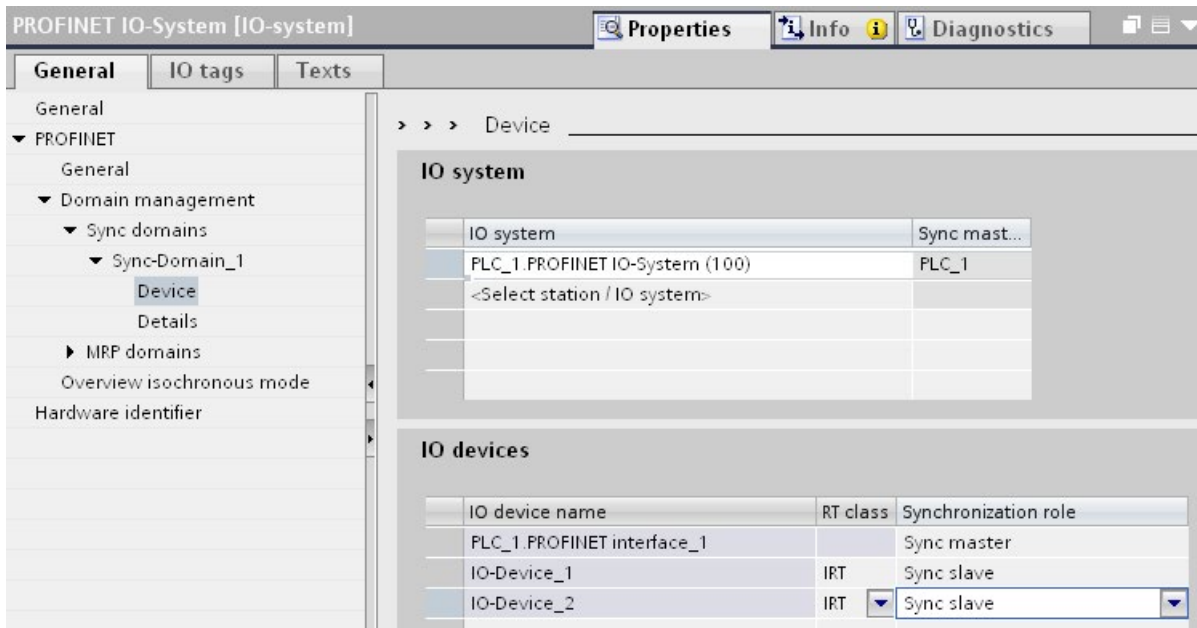 PROFINET IO-System [IO-system]
Properties
Info
Diagnostics
General
IO tags
Texts
General
PROFINET
General
Domain management
Sync domains
Sync-Domain_1
Device
Details
MRP domains
Overview isochronous mode
Hardware identifier
> > > Device
IO system
IO system Sync mast...
PLC_1.PROFINET IO-System (100) PLC_1
<Select station / IO system>
IO devices
IO device name RT class Synchronization role
PLC_1.PROFINET interface_1 Sync master
IO-Device_1 IRT Sync slave
IO-Device_2 IRT Sync slave